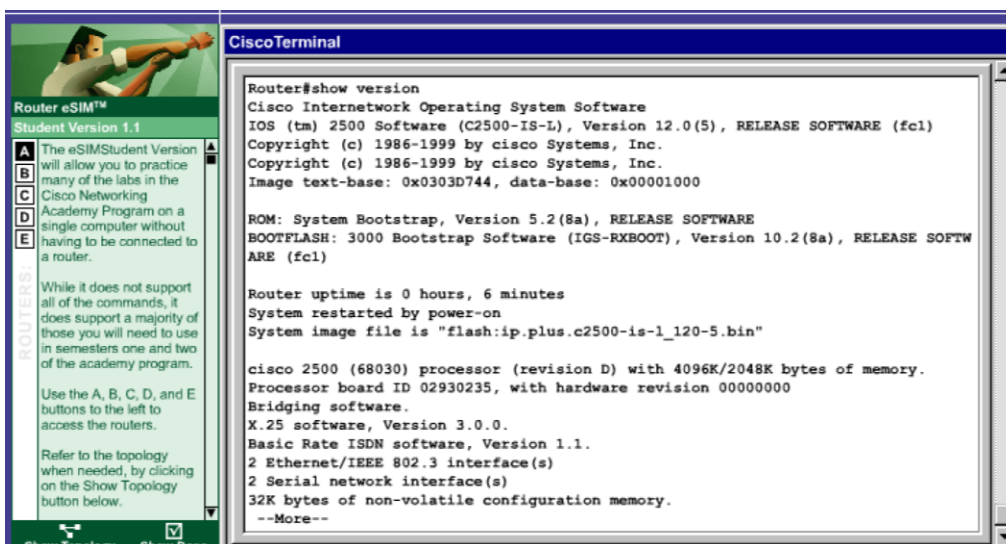 Router eSIM™
Student Version 1.1
A
B
C
D
E
ROUTERS:
The eSIMStudent Version
will allow you to practice
many of the labs in the
Cisco Networking
Academy Program on a
single computer without
having to be connected to
a router.
While it does not support
all of the commands, it
does support a majority of
those you will need to use
in semesters one and two
of the academy program.
Use the A, B, C, D, and E
buttons to the left to
access the routers.
Refer to the topology
when needed, by clicking
on the Show Topology
button below.
CiscoTerminal
Router#show version
Cisco Internetwork Operating System Software
IOS (tm) 2500 Software (C2500-IS-L), Version 12.0(5), RELEASE SOFTWARE (fc1)
Copyright (c) 1986-1999 by cisco Systems, Inc.
Copyright (c) 1986-1999 by cisco Systems, Inc.
Image text-base: 0x0303D744, data-base: 0x00001000
ROM: System Bootstrap, Version 5.2(8a), RELEASE SOFTWARE
BOOTFLASH: 3000 Bootstrap Software (IGS-RXBOOT), Version 10.2(8a), RELEASE SOFTW
ARE (fc1)
Router uptime is 0 hours, 6 minutes
System restarted by power-on
System image file is "flash:ip.plus.c2500-is-l_120-5.bin"
cisco 2500 (68030) processor (revision D) with 4096K/2048K bytes of memory.
Processor board ID 02930235, with hardware revision 00000000
Bridging software.
X.25 software, Version 3.0.0.
Basic Rate ISDN software, Version 1.1.
2 Ethernet/IEEE 802.3 interface(s)
2 Serial network interface(s)
32K bytes of non-volatile configuration memory.
--More--